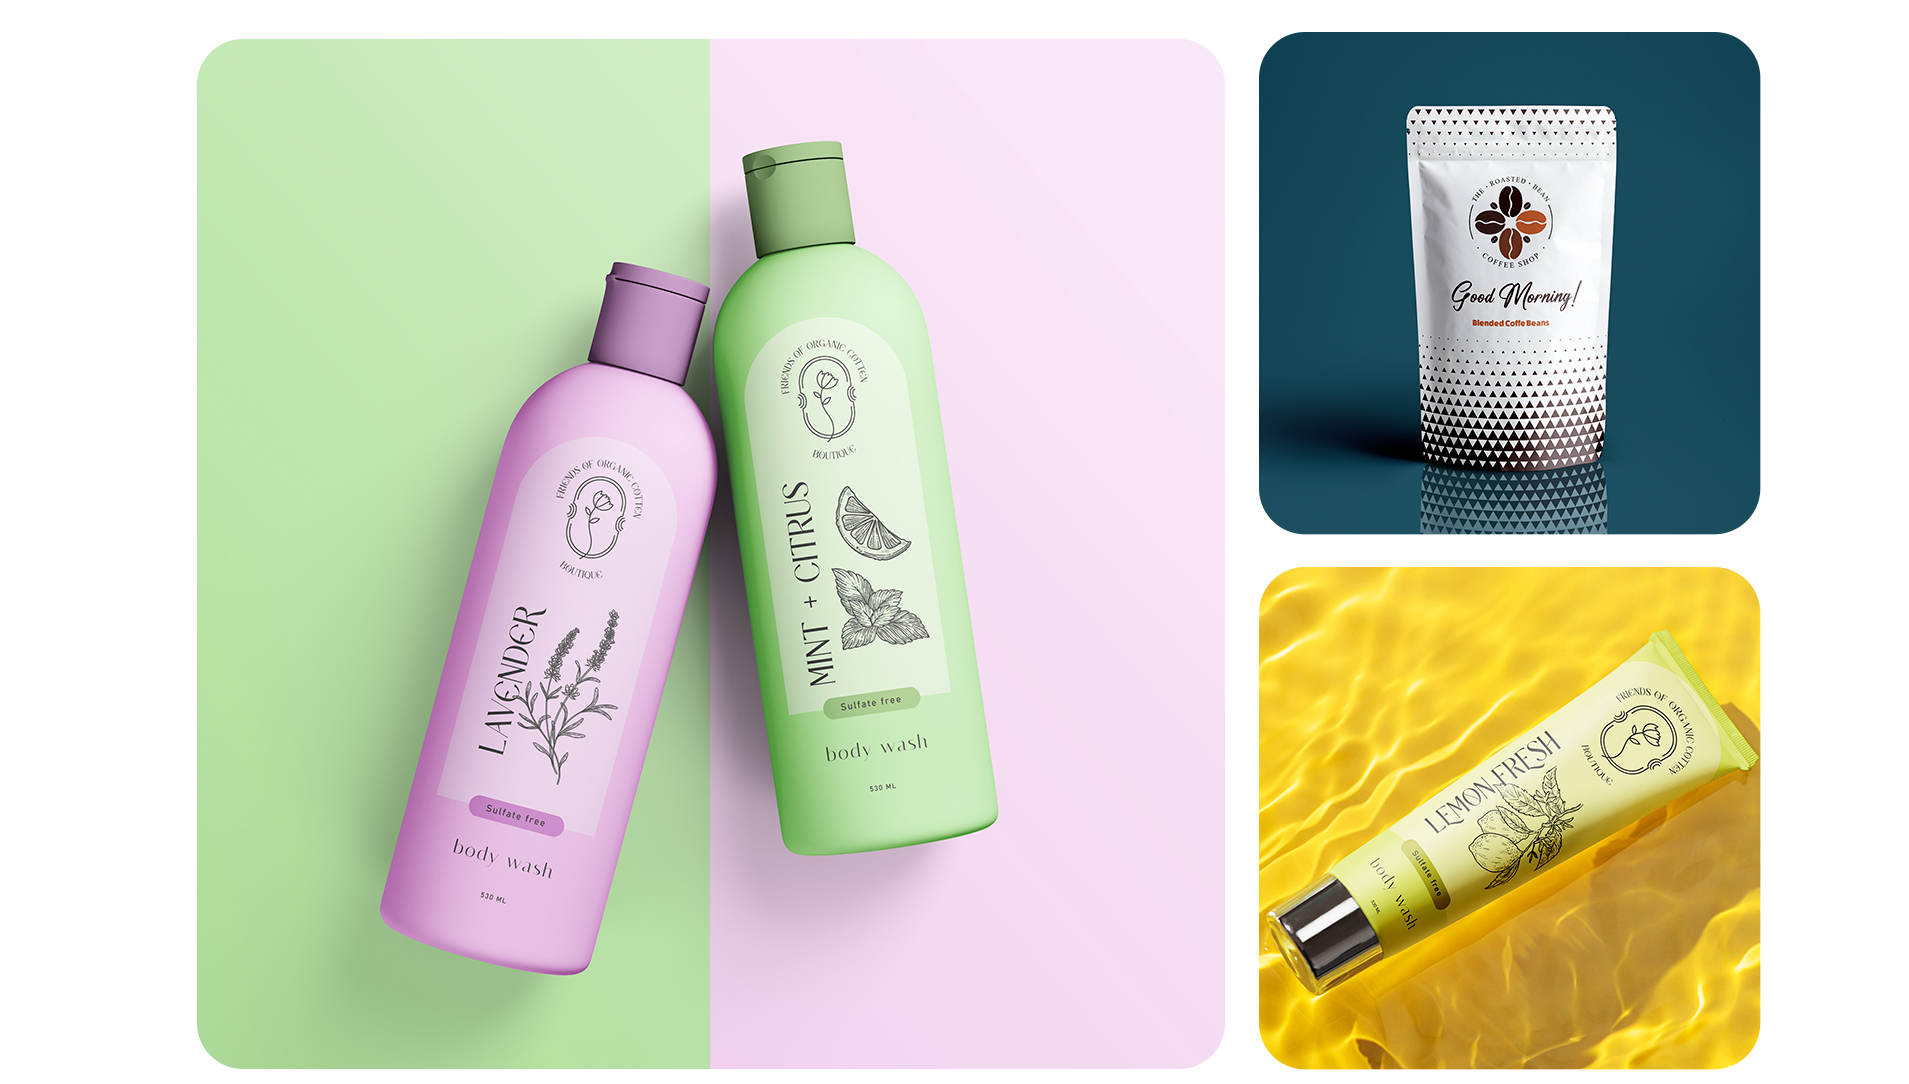 FRIENDS OF ORGANIC COTTEN
BOUTIQUE
LAVENDER
Sulfate free
body wash
530 ML
FRIENDS OF ORGANIC COTTEN
BOUTIQUE
MINT + CITRUS
Sulfate free
body wash
530 ML
THE • ROASTED • BEAN
COFFEE SHOP
Good Morning!
Blended Coffe Beans
FRIENDS OF ORGANIC COTTEN
BOUTIQUE
LEMON FRESH
Sulfate free
body wash
530 ML